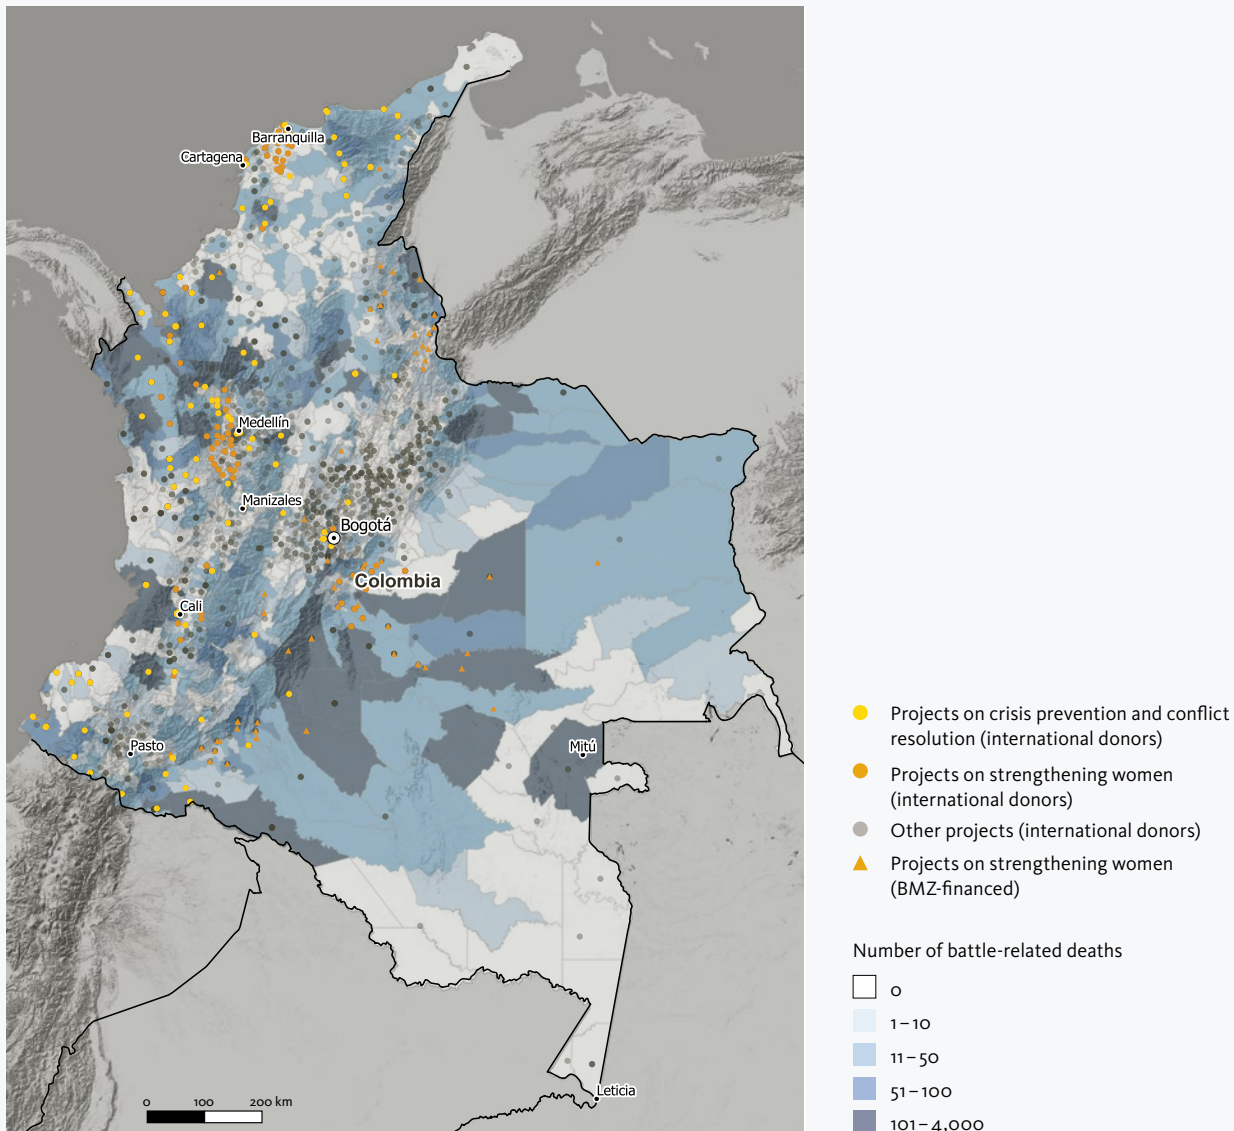 Barranquilla
Cartagena
Medellín
Manizales
Bogotá
Colombia
Cali
Pasto
Mitú
Leticia
0 100 200 km
Projects on crisis prevention and conflict
resolution (international donors)
Projects on strengthening women
(international donors)
Other projects (international donors)
Projects on strengthening women
(BMZ-financed)
Number of battle-related deaths
0
1–10
11–50
51–100
101–4,000